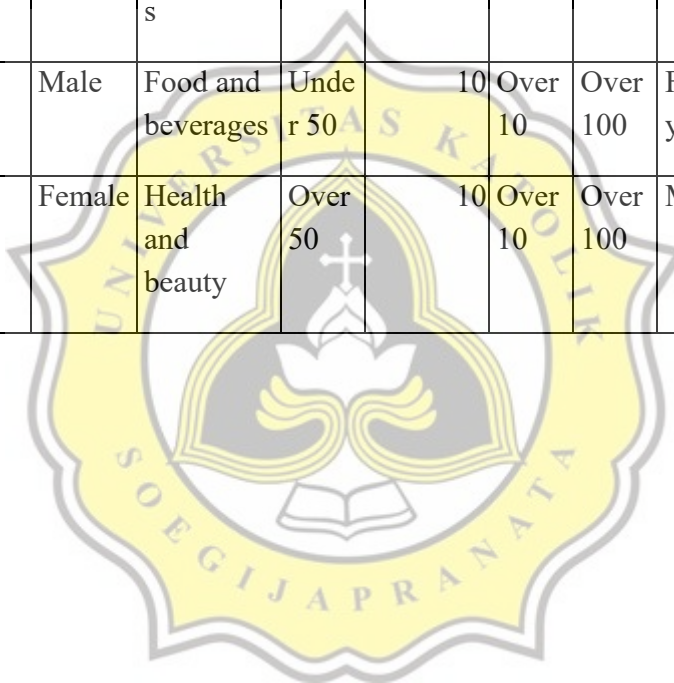 s
Male Food and Unde 10 Over Over
beverages r 50 10 100
Female Health Over 10 Over Over
and 50 10 100
beauty
UNIVERSITAS KATOLIK
SOEGIJAPRANATA